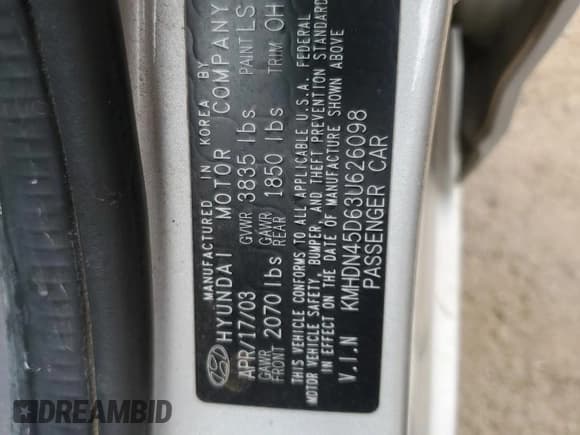 MANUFACTURED IN KOREA BY
HYUNDAI MOTOR COMPANY
APR/17/03 GVWR 3835 lbs PAINT LS
GAWR FRONT 2070 lbs GAWR REAR 1850 lbs TRIM OH
THIS VEHICLE CONFORMS TO ALL APPLICABLE U.S.A. FEDERAL
MOTOR VEHICLE SAFETY, BUMPER, AND THEFT PREVENTION STANDARD
IN EFFECT ON THE DATE OF MANUFACTURE SHOWN ABOVE
V.I.N KMHDN45D63U626098
PASSENGER CAR
DREAMBID